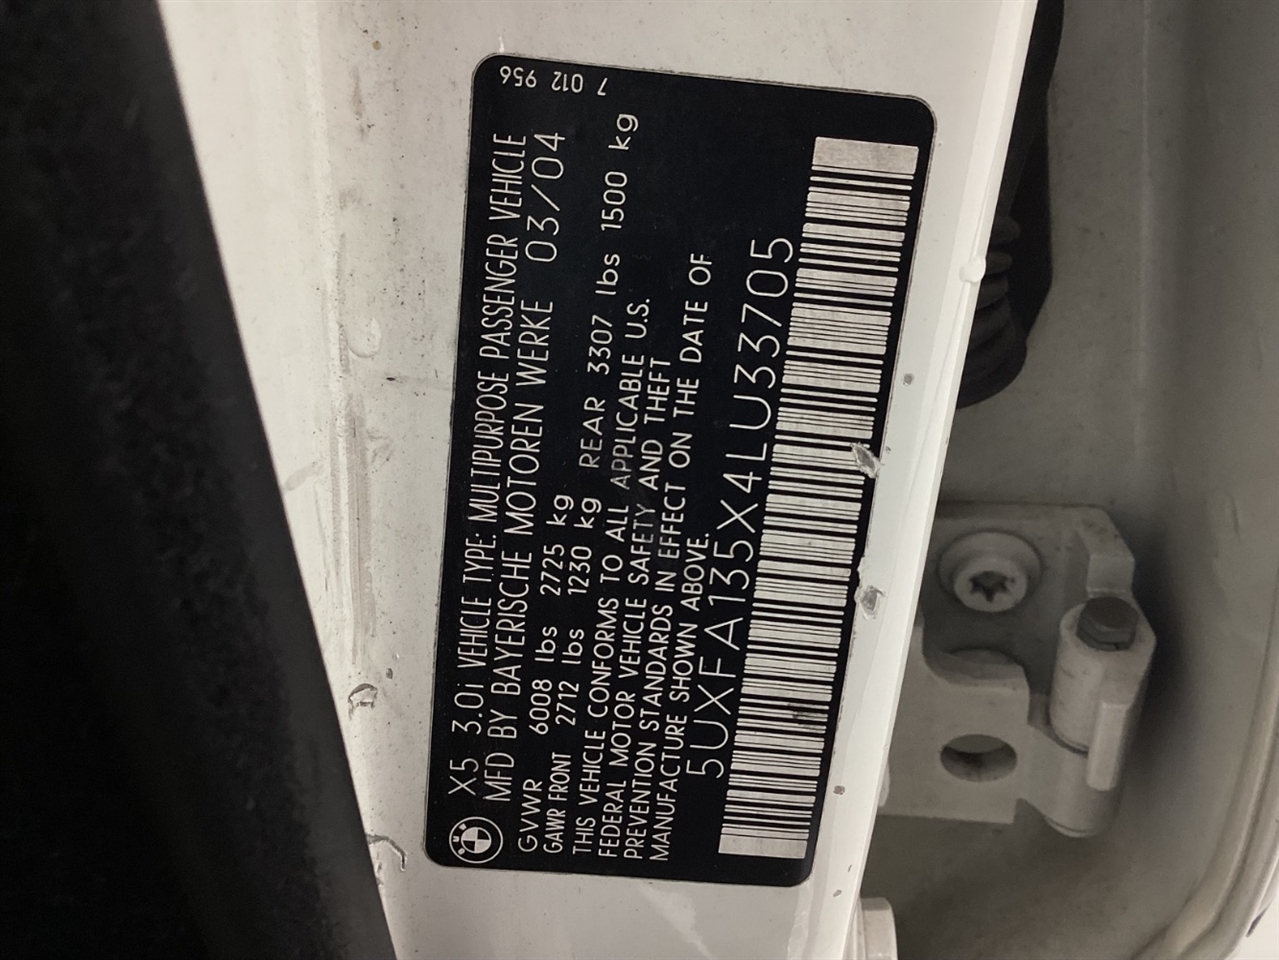 7 012 956
X5 3.0i VEHICLE TYPE: MULTIPURPOSE PASSENGER VEHICLE
MFD BY BAYERISCHE MOTOREN WERKE 03/04
GVWR 6008 lbs 2725 kg
GAWR FRONT 2712 lbs 1230 kg REAR 3307 lbs 1500 kg
THIS VEHICLE CONFORMS TO ALL APPLICABLE U.S.
FEDERAL MOTOR VEHICLE SAFETY AND THEFT
PREVENTION STANDARDS IN EFFECT ON THE DATE OF
MANUFACTURE SHOWN ABOVE.
5UXFA135X4LU33705